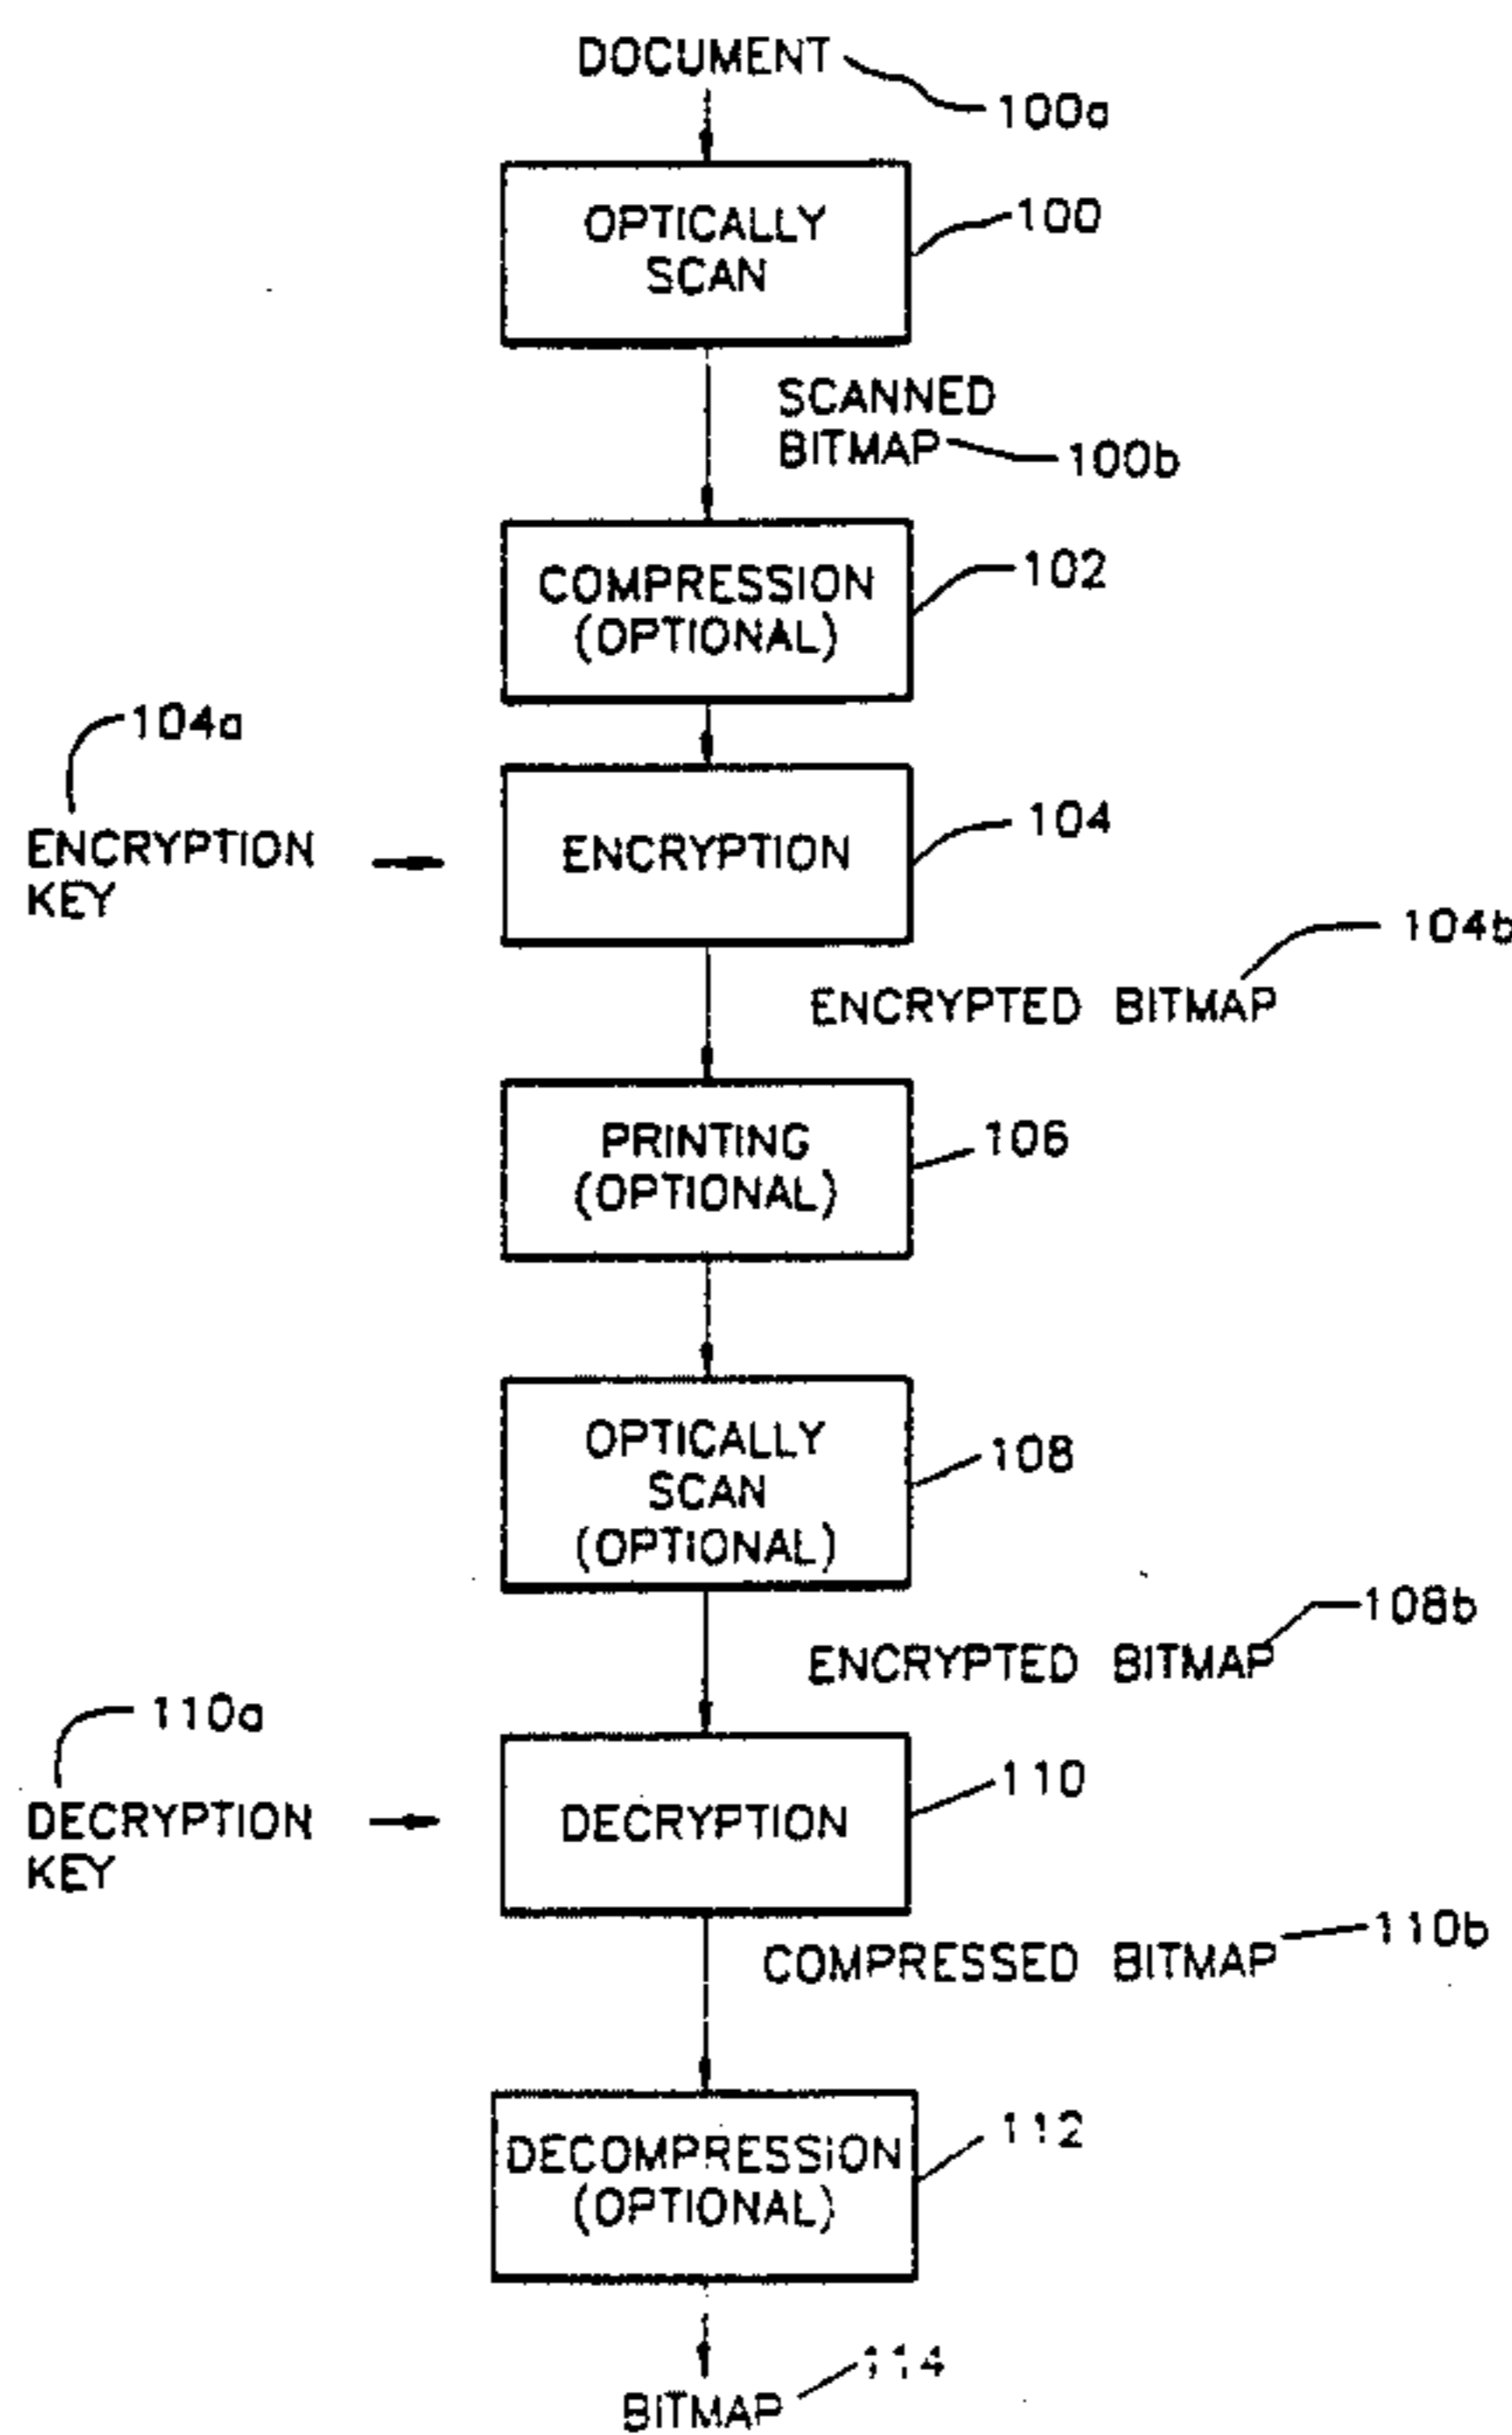 DOCUMENT
100a
OPTICALLY
SCAN
100
SCANNED
BITMAP
100b
COMPRESSION
(OPTIONAL)
102
104a
ENCRYPTION
KEY
ENCRYPTION
104
104b
ENCRYPTED BITMAP
PRINTING
(OPTIONAL)
106
OPTICALLY
SCAN
(OPTIONAL)
108
108b
ENCRYPTED BITMAP
110a
DECRYPTION
KEY
DECRYPTION
110
110b
COMPRESSED BITMAP
DECOMPRESSION
(OPTIONAL)
112
114
BITMAP